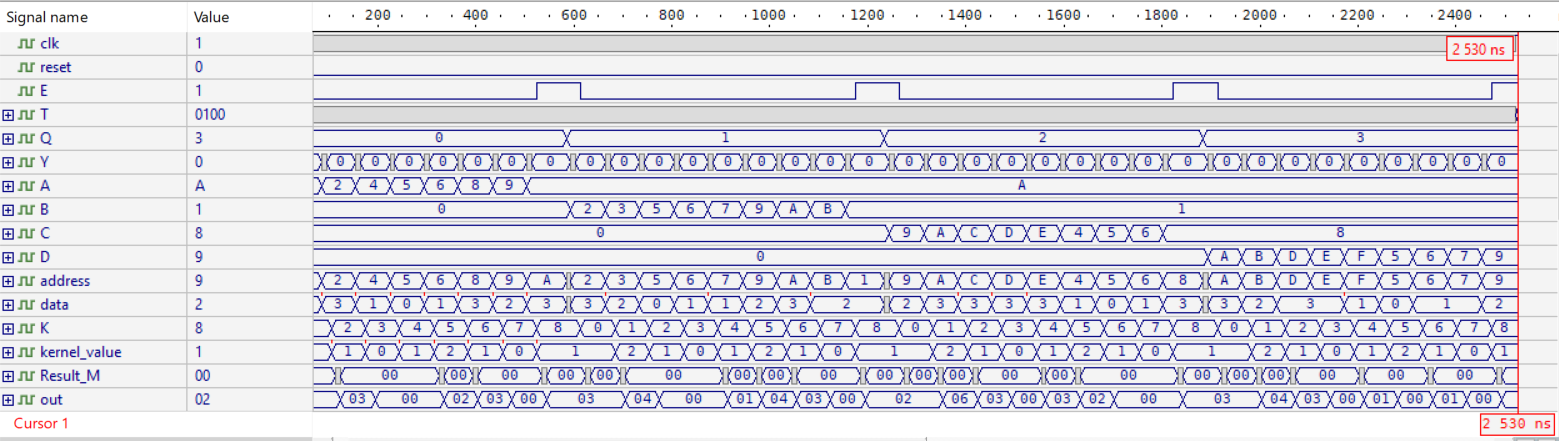 Signal name Value 200 400 600 800 1000 1200 1400 1600 1800 2000 2200 2400
clk 1
2 530 ns
reset 0
E 1
T 0100
Q 3 0 1 2 3
Y 0 0 0 0 0 0 0 0 0 0 0 0 0 0 0 0 0 0 0 0 0 0 0 0 0 0 0 0 0 0 0 0 0 0 0 0
A A 2 4 5 6 8 9 A
B 1 0 2 3 5 6 7 9 A B 1
C 8 0 9 A C D E 4 5 6 8
D 9 0 A B D E F 5 6 7 9
address 9 2 4 5 6 8 9 A 2 3 5 6 7 9 A B 1 9 A C D E 4 5 6 8 A B D E F 5 6 7 9
data 2 3 1 0 1 3 2 3 3 2 0 1 1 2 3 2 2 3 3 3 3 1 0 1 3 3 2 3 1 0 1 2
K 8 2 3 4 5 6 7 8 0 1 2 3 4 5 6 7 8 0 1 2 3 4 5 6 7 8 0 1 2 3 4 5 6 7 8
kernel_value 1 1 0 1 2 1 0 1 2 1 0 1 2 1 0 1 2 1 0 1 2 1 0 1 2 1 0 1 2 1 0 1
Result_M 00 00 00 00 00 00 00 00 00 00 00 00 00 00 00 00 00 00 00 00 00 00 00
out 02 03 00 02 03 00 03 04 00 01 04 03 00 02 06 03 00 03 02 00 03 04 03 00 01 00 01 00
Cursor 1 2 530 ns